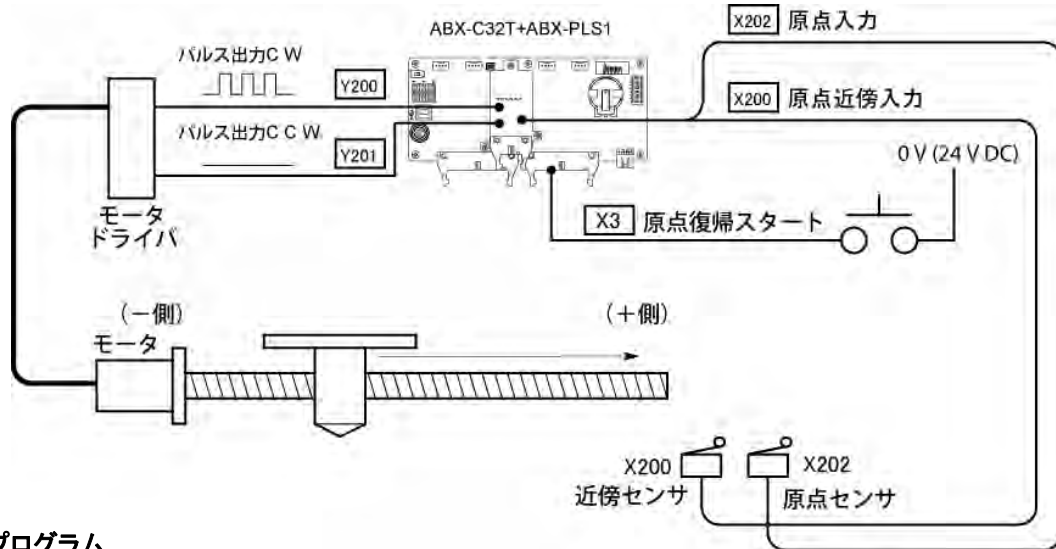 ABX-C32T+ABX-PLS1
X202 原点入力
パルス出力C W
Y200
X200 原点近傍入力
パルス出力C C W
Y201
0 V (24 V DC)
モータ
ドライバ
X3 原点復帰スタート
(－側)
(＋側)
モータ
X200
X202
近傍センサ
原点センサ
プログラム